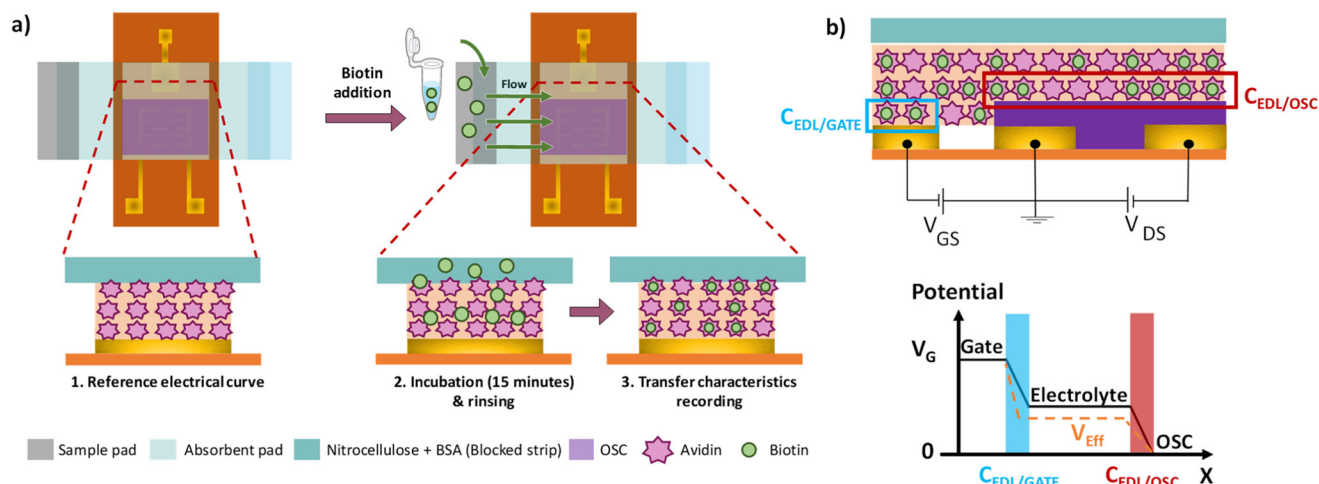 a)
Biotin
addition
Flow
1. Reference electrical curve
2. Incubation (15 minutes)
& rinsing
3. Transfer characteristics
recording
Sample pad
Absorbent pad
Nitrocellulose + BSA (Blocked strip)
OSC
Avidin
Biotin
b)
C_EDL/GATE
C_EDL/OSC
V_GS
V_DS
Potential
V_G
Gate
Electrolyte
V_Eff
OSC
0
X
C_EDL/GATE
C_EDL/OSC